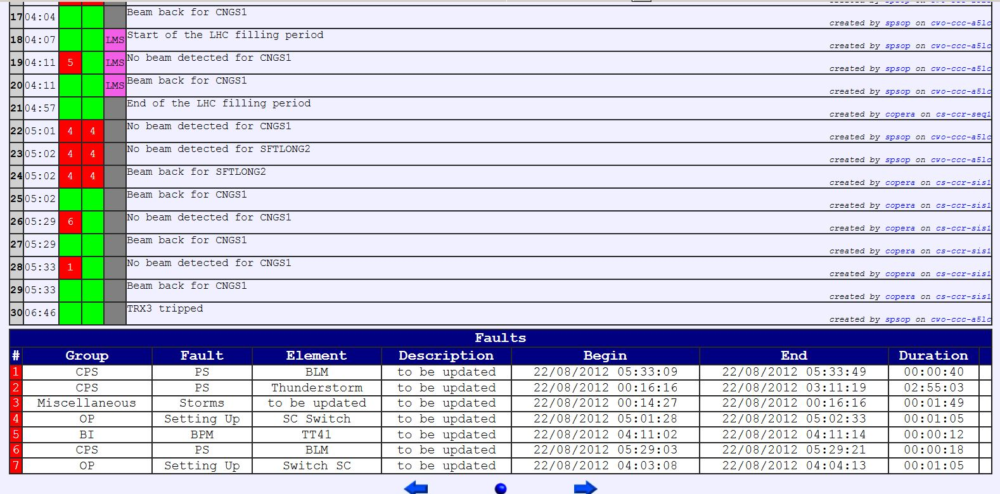 17 04:04 Beam back for CNGS1
created by spsop on cwo-ccc-a5lc
18 04:07 LMS Start of the LHC filling period
created by spsop on cwo-ccc-a5lc
19 04:11 5 LMS No beam detected for CNGS1
created by spsop on cwo-ccc-a5lc
20 04:11 LMS Beam back for CNGS1
created by spsop on cwo-ccc-a5lc
21 04:57 End of the LHC filling period
created by copera on cs-ccr-seq1
22 05:01 4 4 No beam detected for CNGS1
created by spsop on cwo-ccc-a5lc
23 05:02 4 4 No beam detected for SFTLONG2
created by spsop on cwo-ccc-a5lc
24 05:02 4 4 Beam back for SFTLONG2
created by copera on cs-ccr-sis1
25 05:02 Beam back for CNGS1
created by copera on cs-ccr-sis1
26 05:29 6 No beam detected for CNGS1
created by copera on cs-ccr-sis1
27 05:29 Beam back for CNGS1
created by copera on cs-ccr-sis1
28 05:33 1 No beam detected for CNGS1
created by copera on cs-ccr-sis1
29 05:33 Beam back for CNGS1
created by copera on cs-ccr-sis1
30 06:46 TRX3 tripped
created by spsop on cwo-ccc-a5lc
Faults
# Group Fault Element Description Begin End Duration
1 CPS PS BLM to be updated 22/08/2012 05:33:09 22/08/2012 05:33:49 00:00:40
2 CPS PS Thunderstorm to be updated 22/08/2012 00:16:16 22/08/2012 03:11:19 02:55:03
3 Miscellaneous Storms to be updated to be updated 22/08/2012 00:14:27 22/08/2012 00:16:16 00:01:49
4 OP Setting Up SC Switch to be updated 22/08/2012 05:01:28 22/08/2012 05:02:33 00:01:05
5 BI BPM TT41 to be updated 22/08/2012 04:11:02 22/08/2012 04:11:14 00:00:12
6 CPS PS BLM to be updated 22/08/2012 05:29:03 22/08/2012 05:29:21 00:00:18
7 OP Setting Up Switch SC to be updated 22/08/2012 04:03:08 22/08/2012 04:04:13 00:01:05